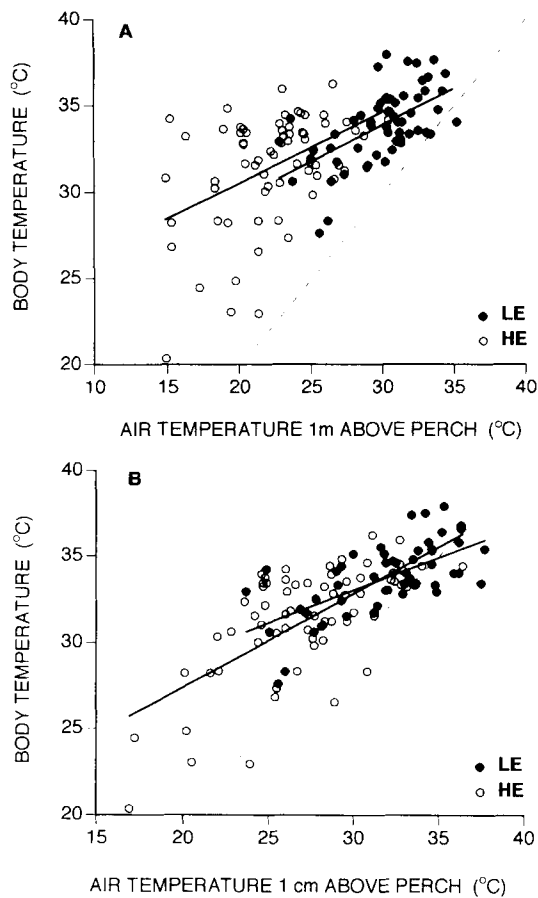 A
40
35
30
25
20
BODY TEMPERATURE (°C)
LE
HE
10 15 20 25 30 35 40
AIR TEMPERATURE 1m ABOVE PERCH (°C)
B
40
35
30
25
20
BODY TEMPERATURE (°C)
LE
HE
15 20 25 30 35 40
AIR TEMPERATURE 1 cm ABOVE PERCH (°C)